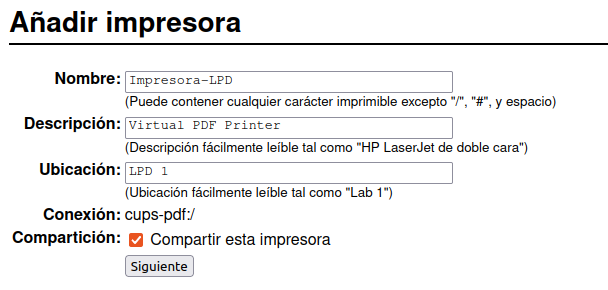 Añadir impresora
Nombre: Impresora-LPD
(Puede contener cualquier carácter imprimible excepto "/", "#", y espacio)
Descripción: Virtual PDF Printer
(Descripción fácilmente leíble tal como "HP LaserJet de doble cara")
Ubicación: LPD 1
(Ubicación fácilmente leíble tal como "Lab 1")
Conexión: cups-pdf:/
Compartición: Compartir esta impresora
Siguiente